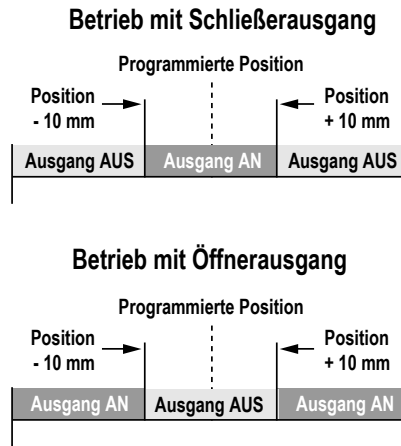 Betrieb mit Schließerausgang
Programmierte Position
Position
- 10 mm
Position
+ 10 mm
Ausgang AUS
Ausgang AN
Ausgang AUS
Betrieb mit Öffnerausgang
Programmierte Position
Position
- 10 mm
Position
+ 10 mm
Ausgang AN
Ausgang AUS
Ausgang AN